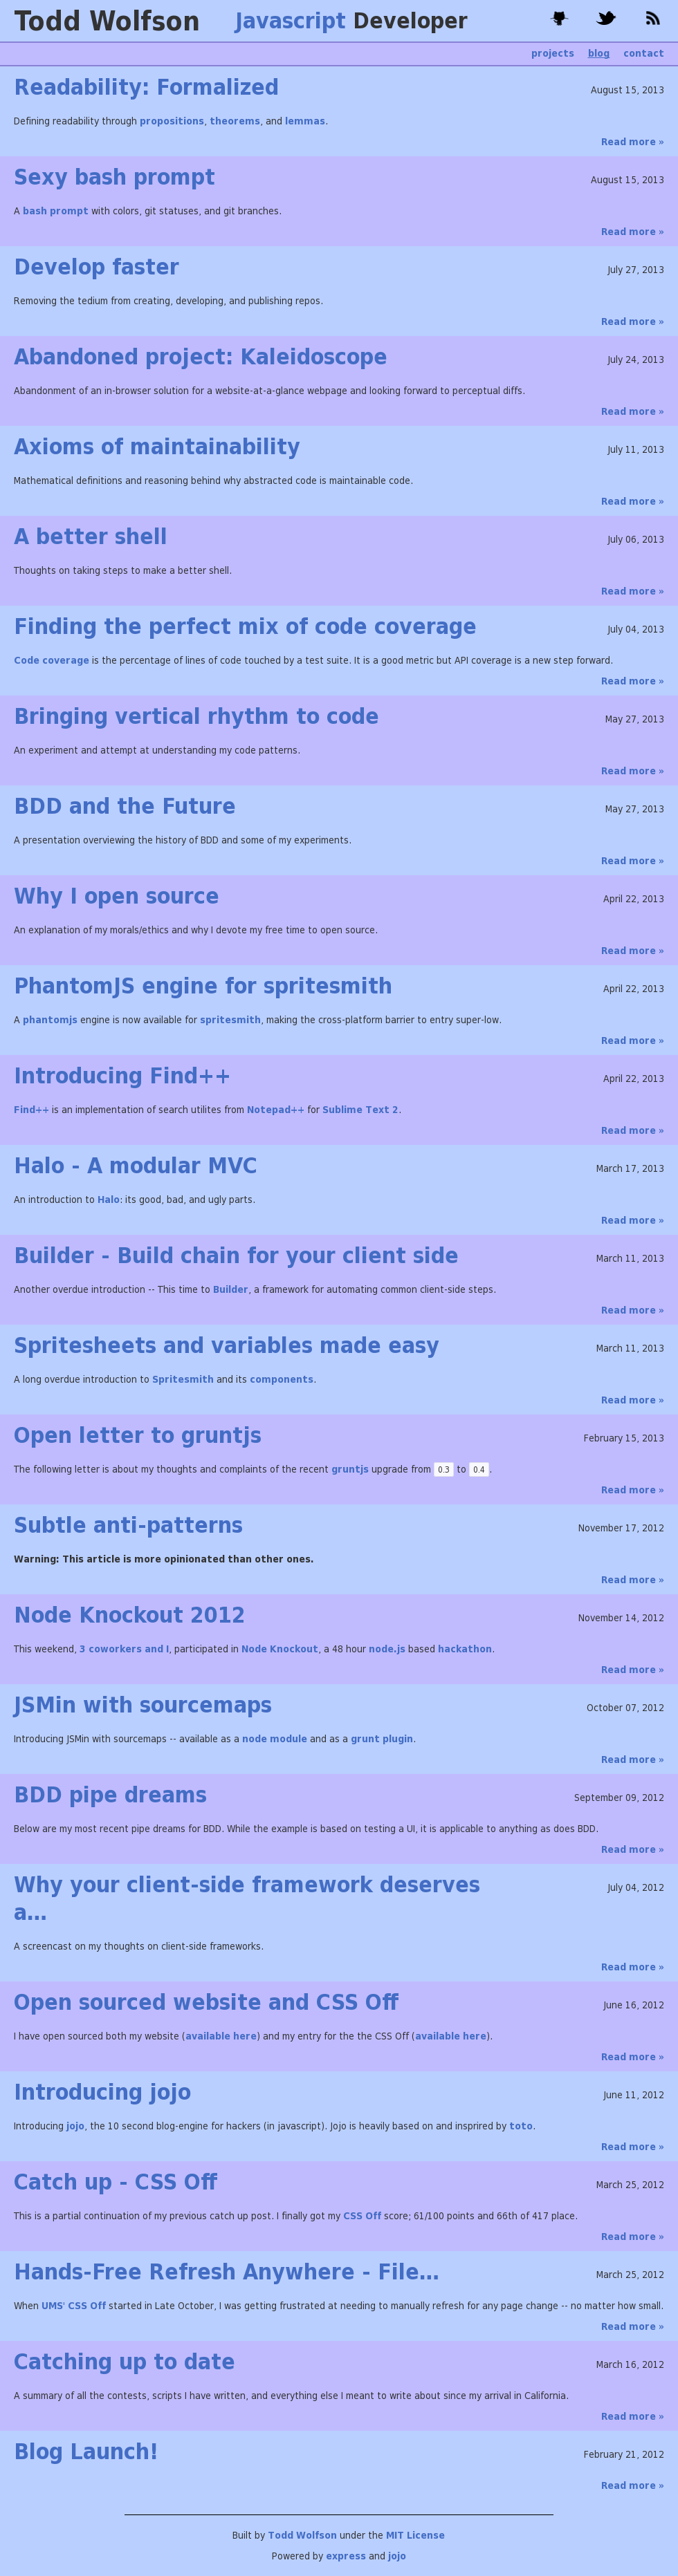 Todd Wolfson Javascript Developer
projects blog contact
Readability: Formalized August 15, 2013
Defining readability through propositions, theorems, and lemmas.
Read more »
Sexy bash prompt August 15, 2013
A bash prompt with colors, git statuses, and git branches.
Read more »
Develop faster July 27, 2013
Removing the tedium from creating, developing, and publishing repos.
Read more »
Abandoned project: Kaleidoscope July 24, 2013
Abandonment of an in-browser solution for a website-at-a-glance webpage and looking forward to perceptual diffs.
Read more »
Axioms of maintainability July 11, 2013
Mathematical definitions and reasoning behind why abstracted code is maintainable code.
Read more »
A better shell July 06, 2013
Thoughts on taking steps to make a better shell.
Read more »
Finding the perfect mix of code coverage July 04, 2013
Code coverage is the percentage of lines of code touched by a test suite. It is a good metric but API coverage is a new step forward.
Read more »
Bringing vertical rhythm to code May 27, 2013
An experiment and attempt at understanding my code patterns.
Read more »
BDD and the Future May 27, 2013
A presentation overviewing the history of BDD and some of my experiments.
Read more »
Why I open source April 22, 2013
An explanation of my morals/ethics and why I devote my free time to open source.
Read more »
PhantomJS engine for spritesmith April 22, 2013
A phantomjs engine is now available for spritesmith, making the cross-platform barrier to entry super-low.
Read more »
Introducing Find++ April 22, 2013
Find++ is an implementation of search utilites from Notepad++ for Sublime Text 2.
Read more »
Halo - A modular MVC March 17, 2013
An introduction to Halo: its good, bad, and ugly parts.
Read more »
Builder - Build chain for your client side March 11, 2013
Another overdue introduction -- This time to Builder, a framework for automating common client-side steps.
Read more »
Spritesheets and variables made easy March 11, 2013
A long overdue introduction to Spritesmith and its components.
Read more »
Open letter to gruntjs February 15, 2013
The following letter is about my thoughts and complaints of the recent gruntjs upgrade from 0.3 to 0.4.
Read more »
Subtle anti-patterns November 17, 2012
Warning: This article is more opinionated than other ones.
Read more »
Node Knockout 2012 November 14, 2012
This weekend, 3 coworkers and I, participated in Node Knockout, a 48 hour node.js based hackathon.
Read more »
JSMin with sourcemaps October 07, 2012
Introducing JSMin with sourcemaps -- available as a node module and as a grunt plugin.
Read more »
BDD pipe dreams September 09, 2012
Below are my most recent pipe dreams for BDD. While the example is based on testing a UI, it is applicable to anything as does BDD.
Read more »
Why your client-side framework deserves July 04, 2012
a...
A screencast on my thoughts on client-side frameworks.
Read more »
Open sourced website and CSS Off June 16, 2012
I have open sourced both my website (available here) and my entry for the the CSS Off (available here).
Read more »
Introducing jojo June 11, 2012
Introducing jojo, the 10 second blog-engine for hackers (in javascript). Jojo is heavily based on and insprired by toto.
Read more »
Catch up - CSS Off March 25, 2012
This is a partial continuation of my previous catch up post. I finally got my CSS Off score; 61/100 points and 66th of 417 place.
Read more »
Hands-Free Refresh Anywhere - File... March 25, 2012
When UMS' CSS Off started in Late October, I was getting frustrated at needing to manually refresh for any page change -- no matter how small.
Read more »
Catching up to date March 16, 2012
A summary of all the contests, scripts I have written, and everything else I meant to write about since my arrival in California.
Read more »
Blog Launch! February 21, 2012
Read more »
Built by Todd Wolfson under the MIT License
Powered by express and jojo